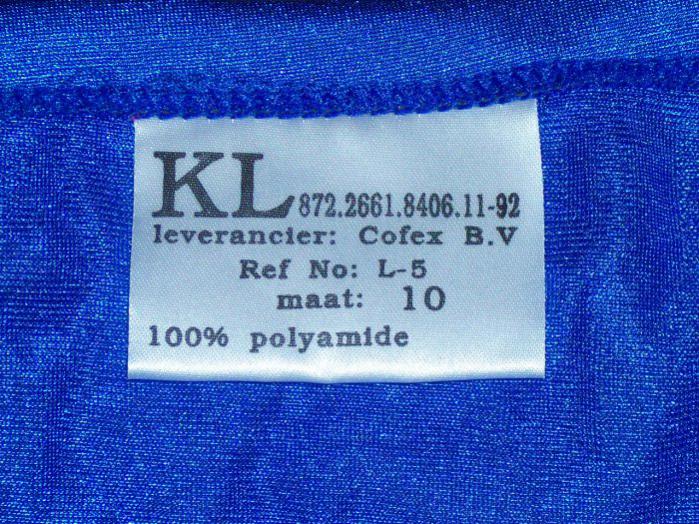 KL 872.2661.8406.11-92
leverancier: Cofex B.V
Ref No: L-5
maat: 10
100% polyamide